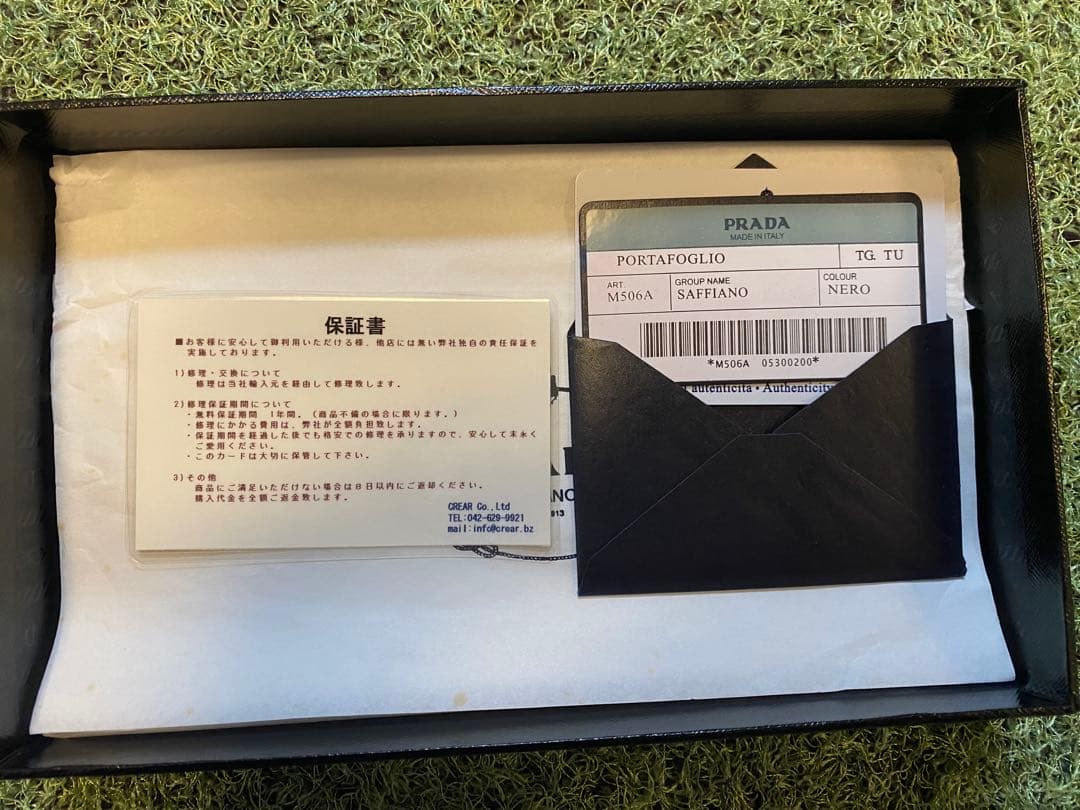 保証書
■お客様に安心して御利用いただける様、他店には無い弊社独自の責任保証を
実施しております。
1)修理・交換について
修理は当社輸入元を経由して修理致します。
2)修理保証期間について
・無料保証期間 1年間。(商品不備の場合に限ります。)
・修理にかかる費用は、弊社が全額負担致します。
・保証期間を経過した後でも格安での修理を承りますので、安心して末永く
ご愛用ください。
・このカードは大切に保管して下さい。
3)その他
商品にご満足いただけない場合は8日以内にご返却ください。
購入代金を全額ご返金致します。
CREAR Co.,Ltd
TEL:042-629-9921
mail:info@crear.bz
PRADA
MADE IN ITALY
PORTAFOGLIO TG. TU
ART. GROUP NAME COLOUR
M506A SAFFIANO NERO
*M506A 05300200*
autenticità • Authenticity
ANO
913